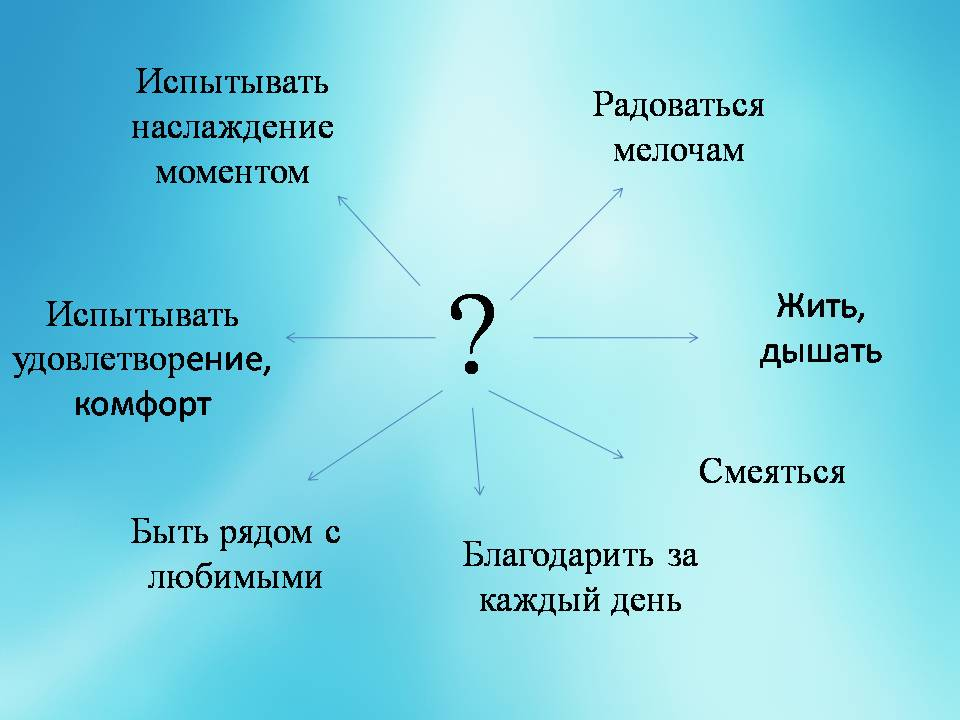 Испытывать
наслаждение
моментом
Радоваться
мелочам
Испытывать
удовлетворение,
комфорт
?
Жить,
дышать
Смеяться
Быть рядом с
любимыми
Благодарить за
каждый день